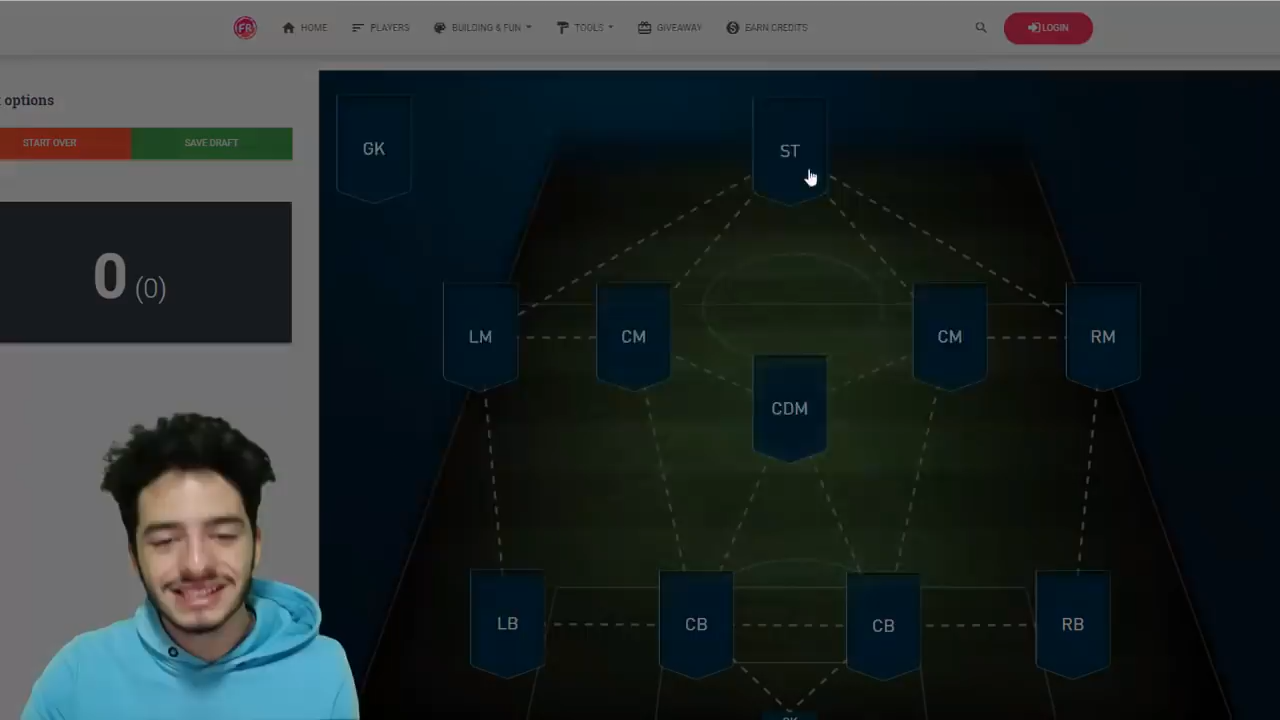 FR
HOME
PLAYERS
BUILDING & FUN
TOOLS
GIVEAWAY
EARN CREDITS
LOGIN
options
START OVER
SAVE DRAFT
0 (0)
GK
ST
LM
CM
CM
RM
CDM
LB
CB
CB
RB